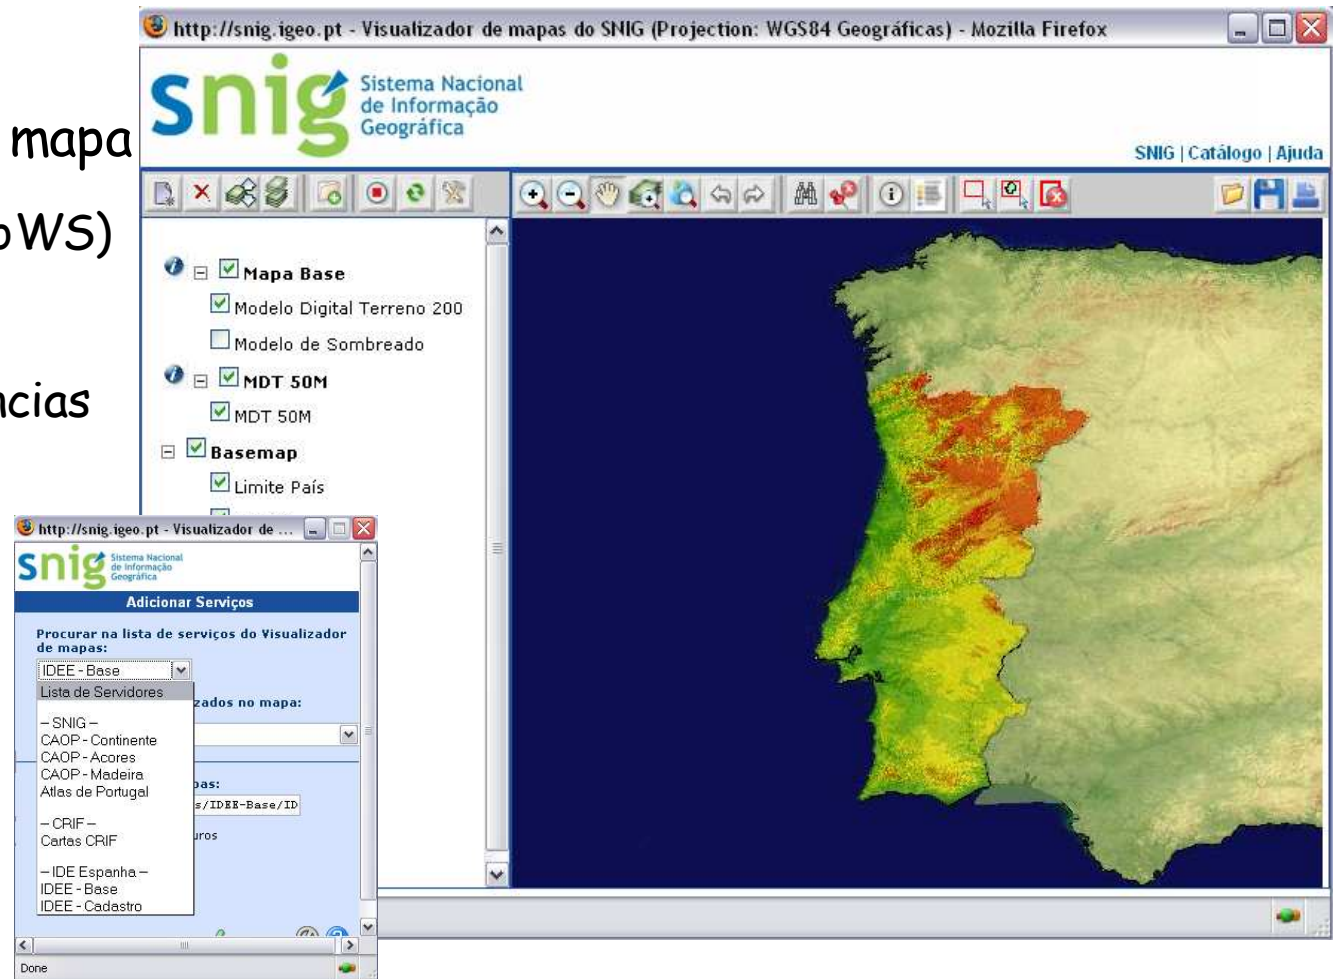 http://snig.igeo.pt - Visualizador de mapas do SNIG (Projection: WGS84 Geográficas) - Mozilla Firefox
snig Sistema Nacional
de Informação
Geográfica
mapa
SNIG | Catálogo | Ajuda
WS)
Mapa Base
Modelo Digital Terreno 200
Modelo de Sombreado
MDT 50M
MDT 50M
ncias
Basemap
Limite País
http://snig.igeo.pt - Visualizador de ...
snig Sistema Nacional
de Informação
Geográfica
Adicionar Serviços
Procurar na lista de serviços do Visualizador
de mapas:
IDEE - Base
Lista de Servidores
zados no mapa:
– SNIG –
CAOP - Continente
CAOP - Acores
CAOP - Madeira
pas:
Atlas de Portugal
s/IDEE-Base/ID
– CRIF –
Cartas CRIF
uros
– IDE Espanha –
IDEE - Base
IDEE - Cadastro
Done